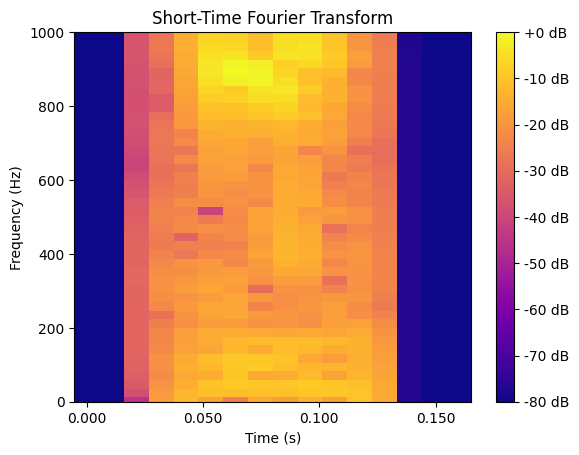 Short-Time Fourier Transform
1000
800
600
400
200
0
Frequency (Hz)
0.000
0.050
0.100
0.150
Time (s)
+0 dB
-10 dB
-20 dB
-30 dB
-40 dB
-50 dB
-60 dB
-70 dB
-80 dB